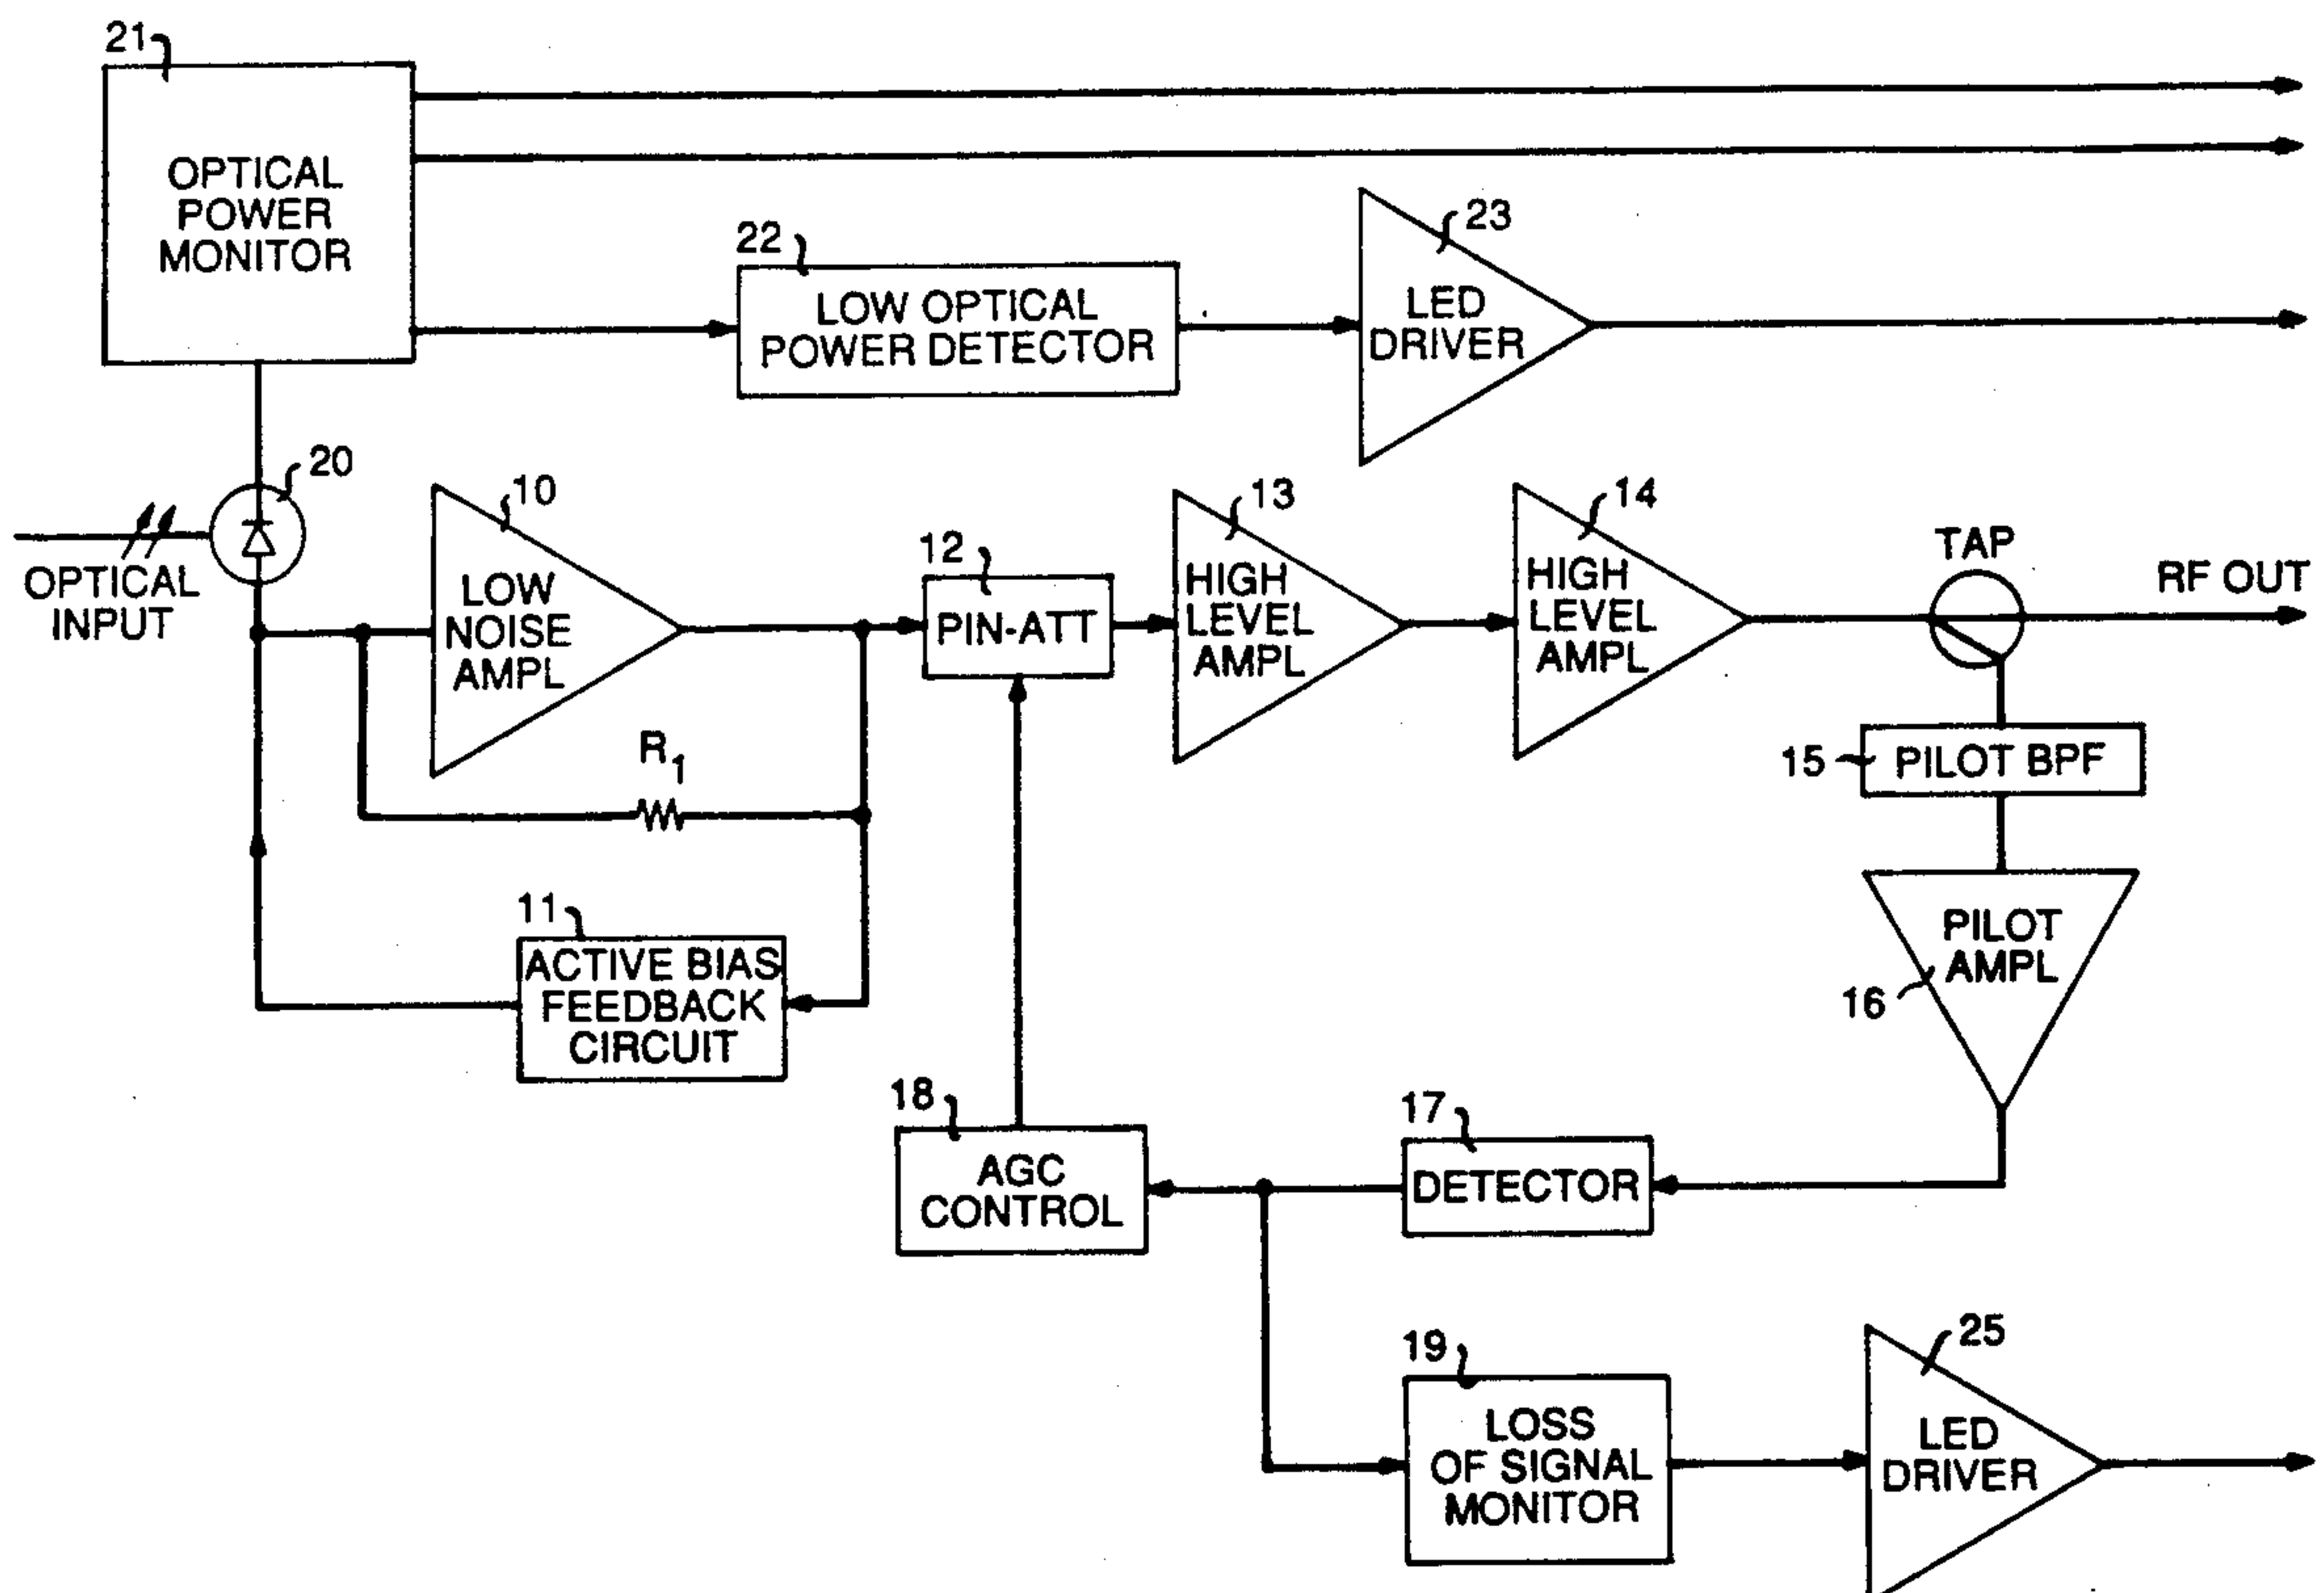 21
OPTICAL
POWER
MONITOR
22
LOW OPTICAL
POWER DETECTOR
23
LED
DRIVER
20
OPTICAL
INPUT
10
LOW
NOISE
AMPL
12
PIN-ATT
13
HIGH
LEVEL
AMPL
14
HIGH
LEVEL
AMPL
TAP
RF OUT
R1
15
PILOT BPF
11
ACTIVE BIAS
FEEDBACK
CIRCUIT
PILOT
AMPL
16
18
AGC
CONTROL
17
DETECTOR
19
LOSS
OF SIGNAL
MONITOR
25
LED
DRIVER